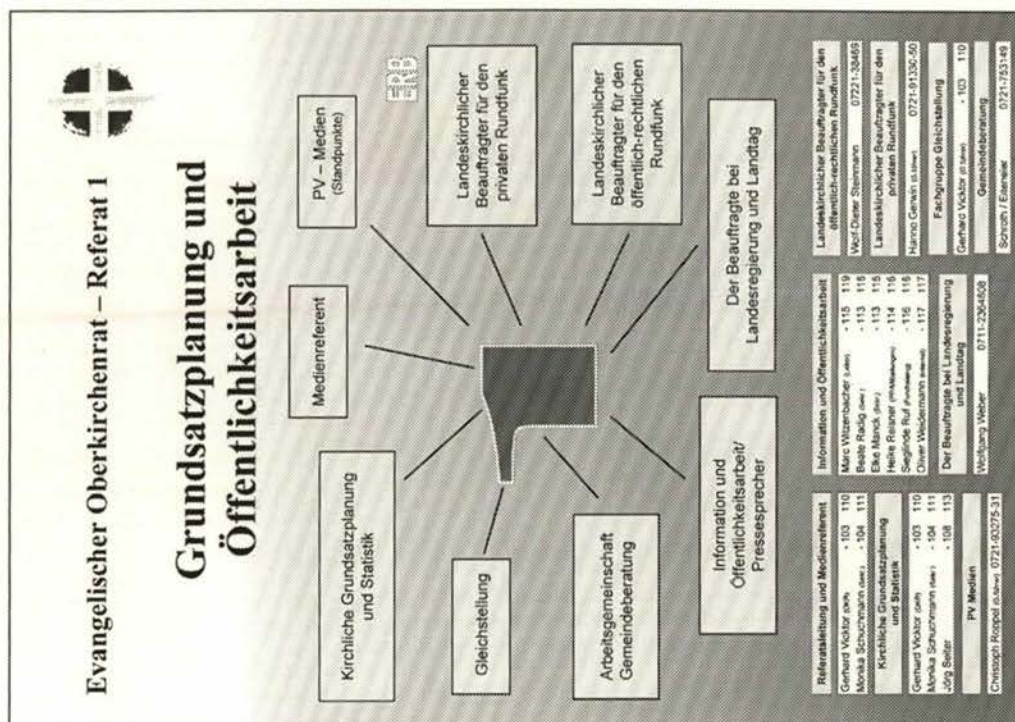 Evangelischer Oberkirchenrat – Referat 1
Grundsatzplanung und
Öffentlichkeitsarbeit
Kirchliche Grundsatzplanung
und Statistik
Medienreferent
PV – Medien
(Standpunkte)
Gleichstellung
Landeskirchlicher
Beauftragter für den
privaten Rundfunk
Arbeitsgemeinschaft
Gemeindeberatung
Landeskirchlicher
Beauftragter für den
öffentlich-rechtlichen
Rundfunk
Information und
Öffentlichkeitsarbeit/
Pressesprecher
Der Beauftragte bei
Landesregierung und Landtag
Referatsleitung und Medienreferent
Gerhard Vicktor - 103 110
Monika Schuchmann (Sekr.) - 104 111
Kirchliche Grundsatzplanung
und Statistik
Gerhard Vicktor - 103 110
Monika Schuchmann (Sekr.) - 104 111
Jörg Seiter - 108 113
PV Medien
Christoph Roppel 0721-93275-31
Information und Öffentlichkeitsarbeit
Marc Witzenbacher (Leiter) - 115 119
Beate Radig (Sekr.) - 113 115
Elke Manck (Sekr.) - 113 115
Heike Reisner - 114 116
Sieglinde Ruf - 116 116
Oliver Weidermann (Internet) - 117 117
Der Beauftragte bei Landesregierung
und Landtag
Wolfgang Weber 0711-2364808
Landeskirchlicher Beauftragter für den
öffentlich-rechtlichen Rundfunk
Wolf-Dieter Steinmann 07221-38469
Landeskirchlicher Beauftragter für den
privaten Rundfunk
Hanno Gerwin 0721-91330-50
Fachgruppe Gleichstellung
Gerhard Vicktor - 103 110
Gemeindeberatung
Schroth / 0721-753149